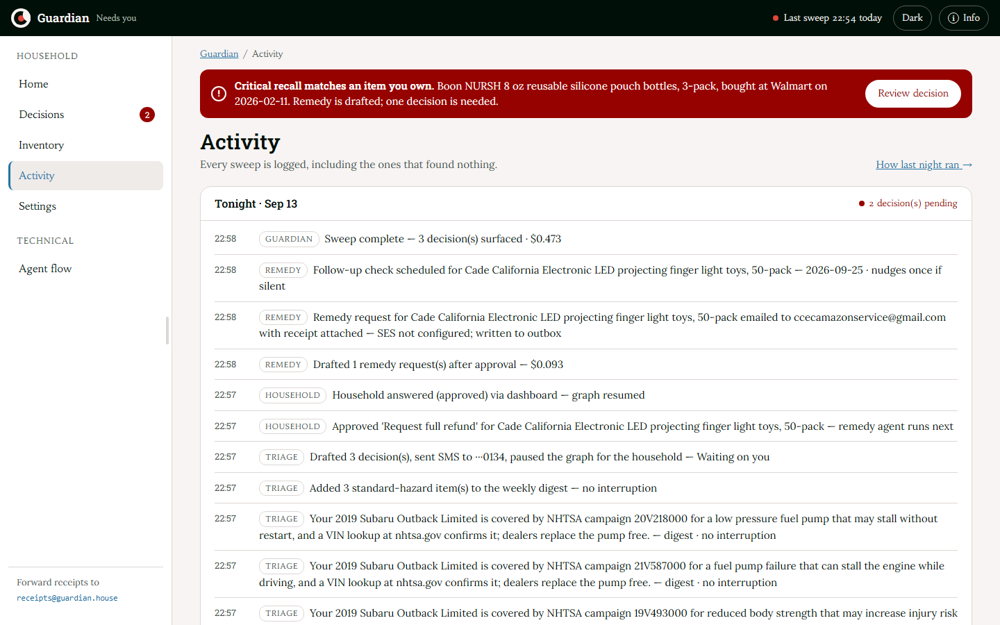 Guardian Needs you
Last sweep 22:54 today
Dark
Info
HOUSEHOLD
Home
Decisions 2
Inventory
Activity
Settings
TECHNICAL
Agent flow
Forward receipts to
receipts@guardian.house
Guardian / Activity
Critical recall matches an item you own. Boon NURSH 8 oz reusable silicone pouch bottles, 3-pack, bought at Walmart on
2026-02-11. Remedy is drafted; one decision is needed.
Review decision
Activity
Every sweep is logged, including the ones that found nothing.
How last night ran →
Tonight · Sep 13
2 decision(s) pending
22:58 GUARDIAN Sweep complete — 3 decision(s) surfaced · $0.473
22:58 REMEDY Follow-up check scheduled for Cade California Electronic LED projecting finger light toys, 50-pack — 2026-09-25 · nudges once if
silent
22:58 REMEDY Remedy request for Cade California Electronic LED projecting finger light toys, 50-pack emailed to ccecamazonservice@gmail.com
with receipt attached — SES not configured; written to outbox
22:58 REMEDY Drafted 1 remedy request(s) after approval — $0.093
22:57 HOUSEHOLD Household answered (approved) via dashboard — graph resumed
22:57 HOUSEHOLD Approved 'Request full refund' for Cade California Electronic LED projecting finger light toys, 50-pack — remedy agent runs next
22:57 TRIAGE Drafted 3 decision(s), sent SMS to ···0134, paused the graph for the household — Waiting on you
22:57 TRIAGE Added 3 standard-hazard item(s) to the weekly digest — no interruption
22:57 TRIAGE Your 2019 Subaru Outback Limited is covered by NHTSA campaign 20V218000 for a low pressure fuel pump that may stall without
restart, and a VIN lookup at nhtsa.gov confirms it; dealers replace the pump free. — digest · no interruption
22:57 TRIAGE Your 2019 Subaru Outback Limited is covered by NHTSA campaign 21V587000 for a fuel pump failure that can stall the engine while
driving, and a VIN lookup at nhtsa.gov confirms it; dealers replace the pump free. — digest · no interruption
22:57 TRIAGE Your 2019 Subaru Outback Limited is covered by NHTSA campaign 19V493000 for reduced body strength that may increase injury risk